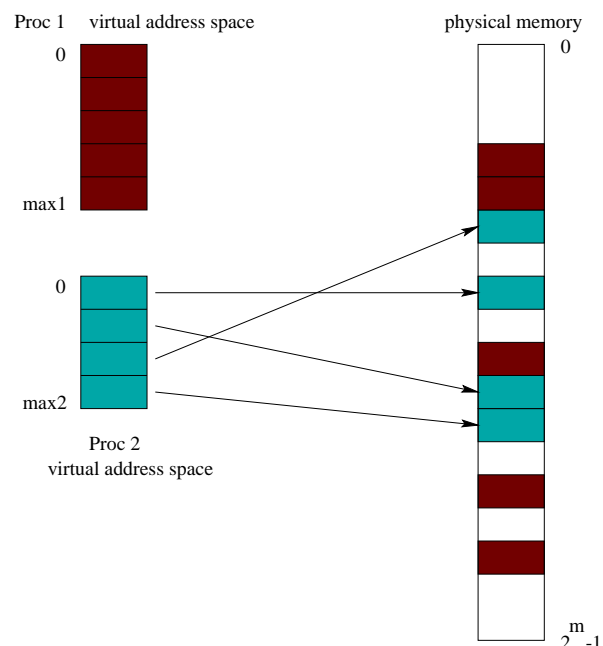 Proc 1 virtual address space
physical memory
0
0
max1
0
max2
Proc 2
virtual address space
m
2 -1